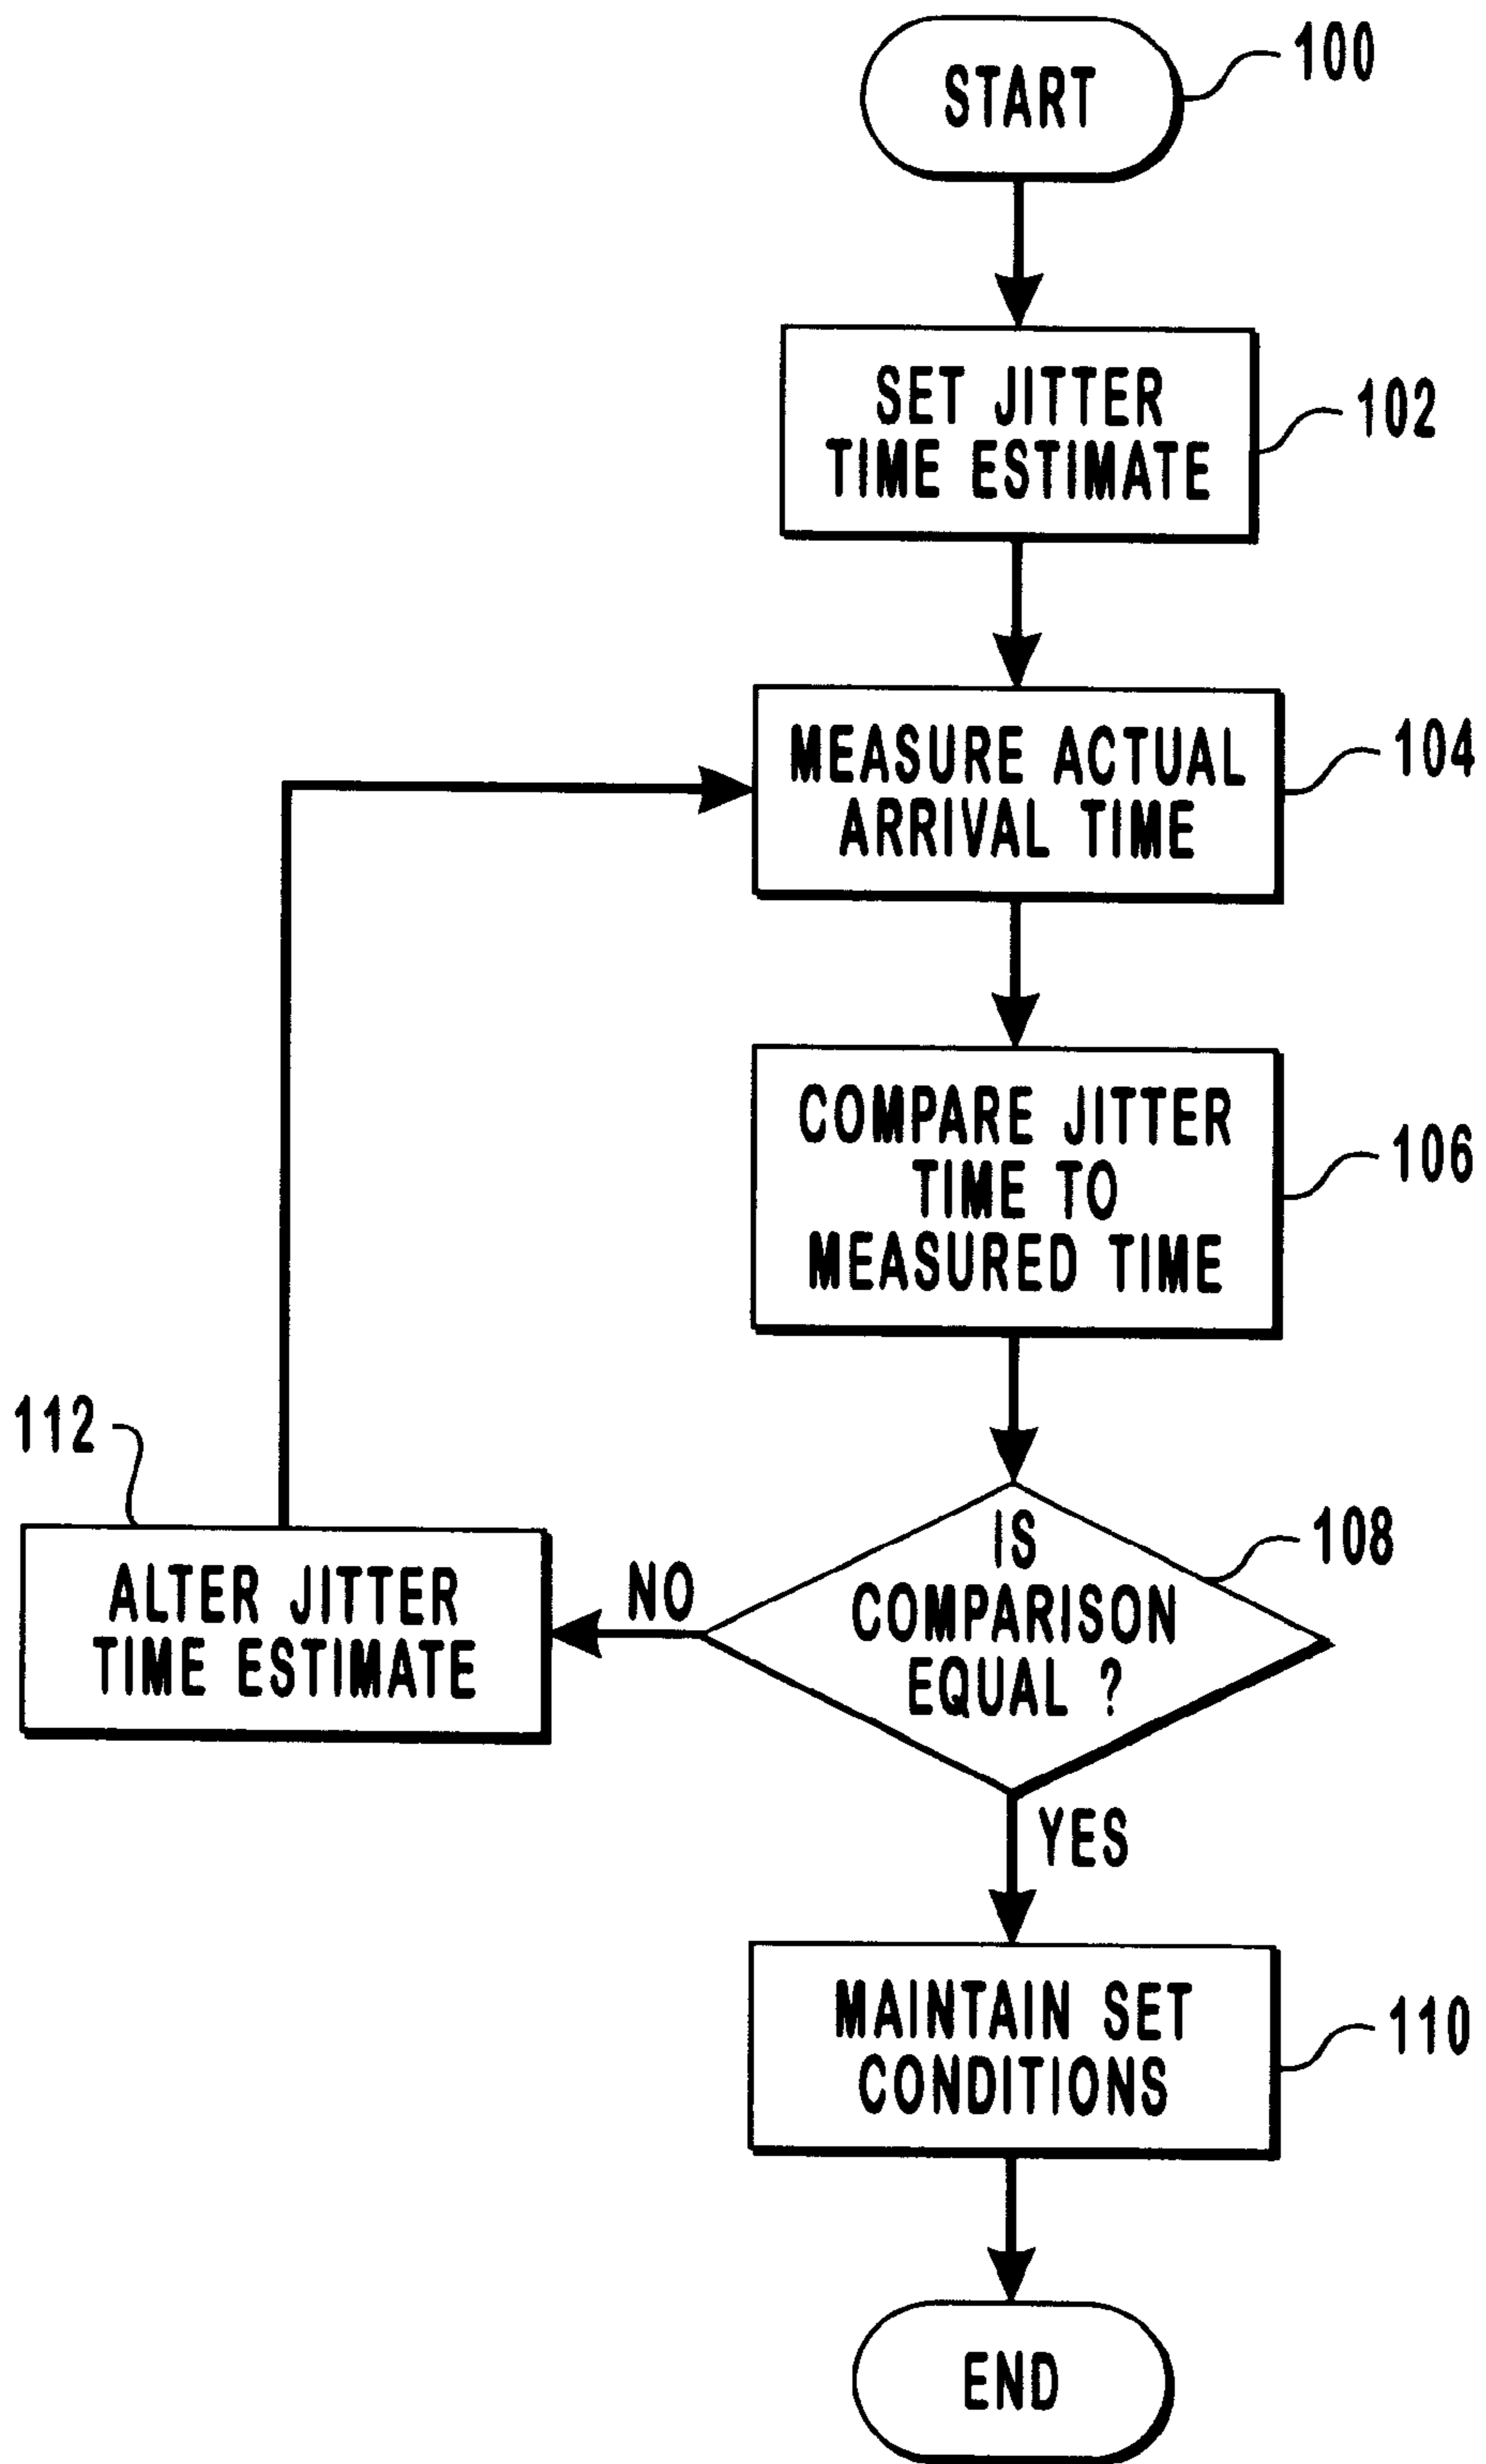 START
100
SET JITTER
TIME ESTIMATE
102
MEASURE ACTUAL
ARRIVAL TIME
104
COMPARE JITTER
TIME TO
MEASURED TIME
106
112
ALTER JITTER
TIME ESTIMATE
NO
IS
COMPARISON
EQUAL ?
108
YES
MAINTAIN SET
CONDITIONS
110
END